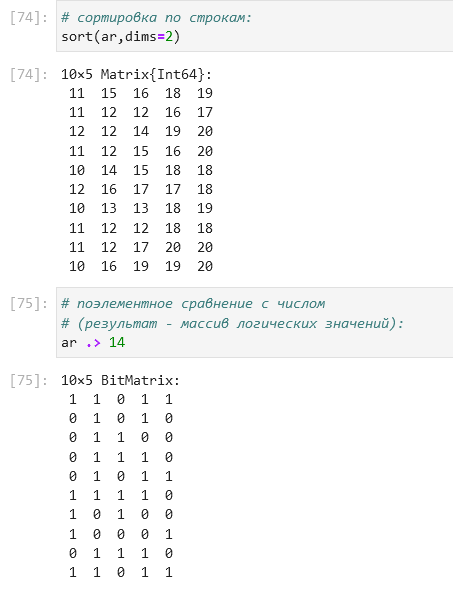 [74]: # сортировка по строкам:
sort(ar,dims=2)
[74]: 10×5 Matrix{Int64}:
11 15 16 18 19
11 12 12 16 17
12 12 14 19 20
11 12 15 16 20
10 14 15 18 18
12 16 17 17 18
10 13 13 18 19
11 12 12 18 18
11 12 17 20 20
10 16 19 19 20
[75]: # поэлементное сравнение с числом
# (результат - массив логических значений):
ar .> 14
[75]: 10×5 BitMatrix:
1 1 0 1 1
0 1 0 1 0
0 1 1 0 0
0 1 1 1 0
0 1 0 1 1
1 1 1 1 0
1 0 1 0 0
1 0 0 0 1
0 1 1 1 0
1 1 0 1 1